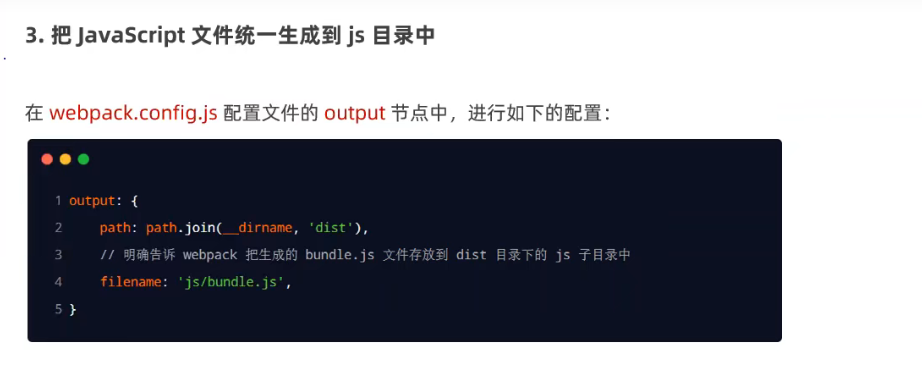 3. 把 JavaScript 文件统一生成到 js 目录中
在 webpack.config.js 配置文件的 output 节点中，进行如下的配置：
1 output: {
2     path: path.join(__dirname, 'dist'),
3     // 明确告诉 webpack 把生成的 bundle.js 文件存放到 dist 目录下的 js 子目录中
4     filename: 'js/bundle.js',
5 }